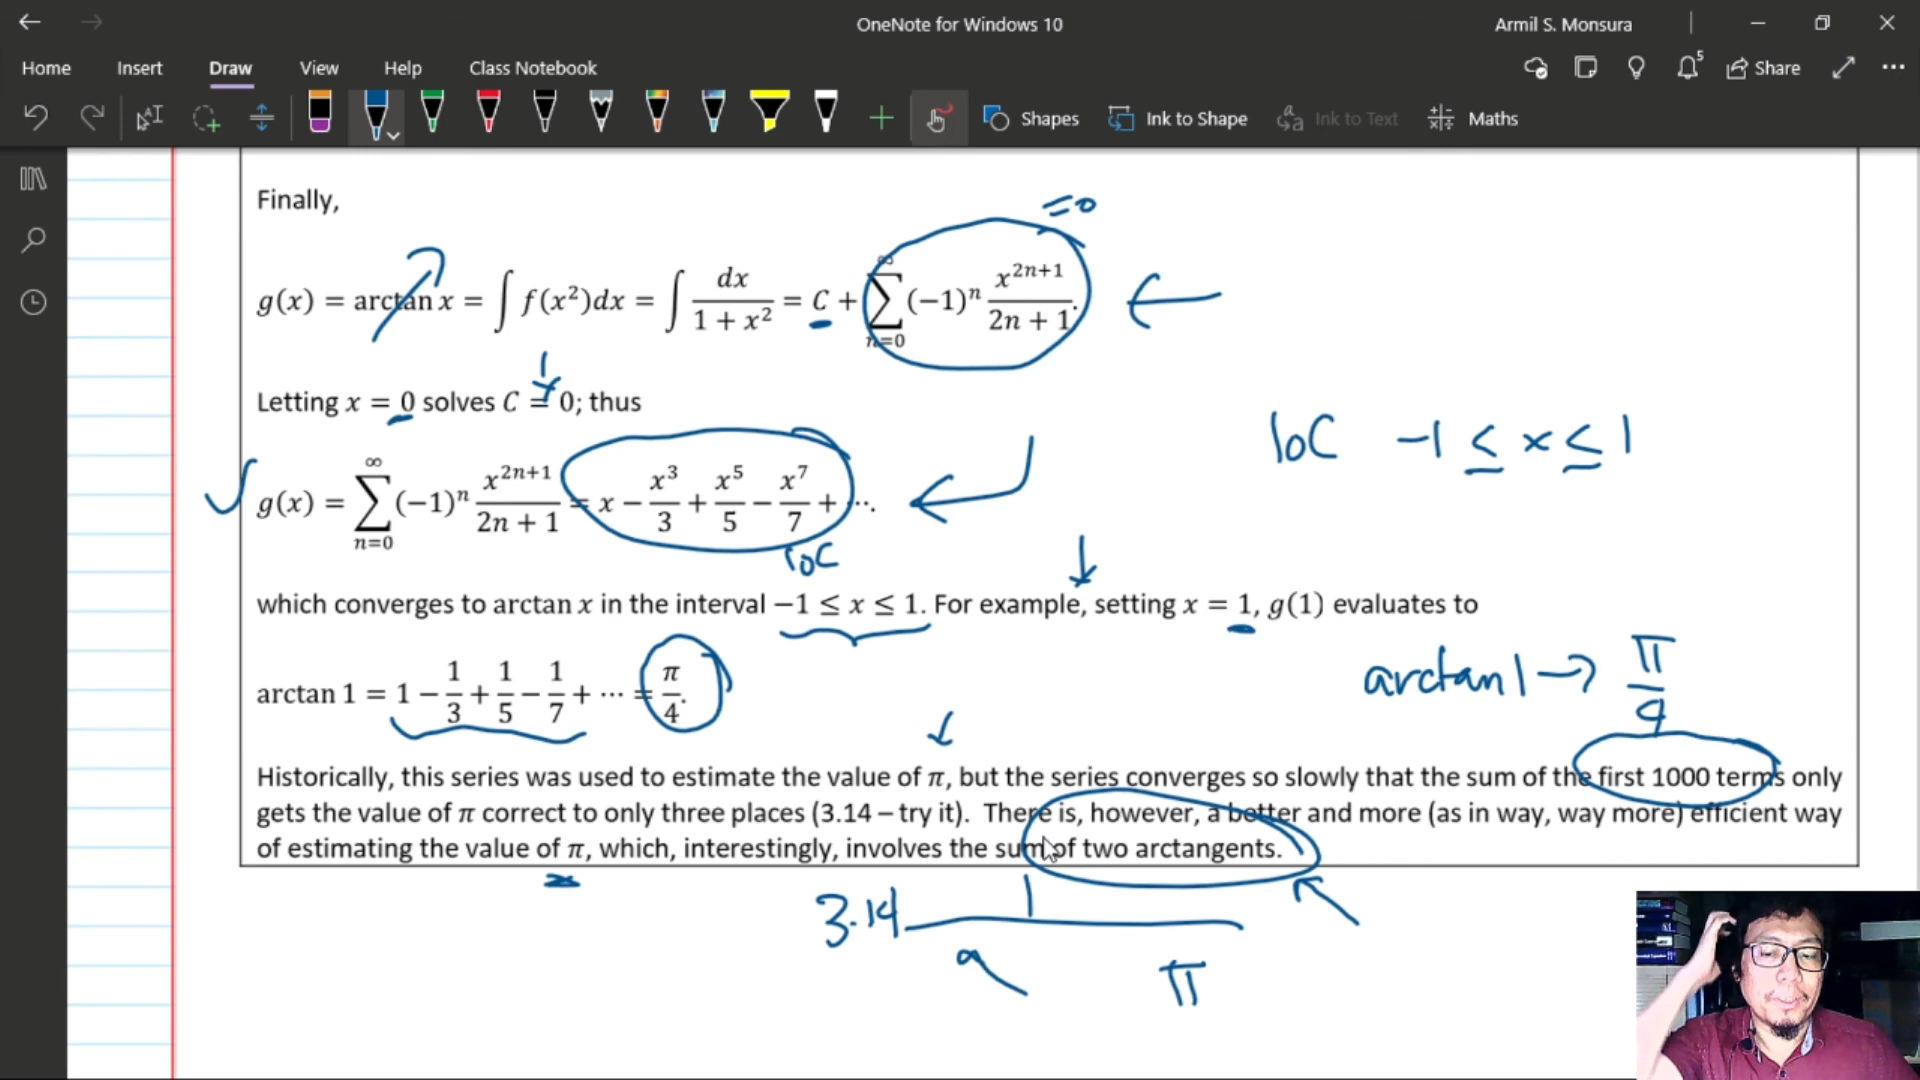 OneNote for Windows 10
Armil S. Monsura
Home Insert Draw View Help Class Notebook
5 Share
Shapes Ink to Shape Ink to Text Maths
Finally,
=0
g(x) = arctan x = ∫ f(x²)dx = ∫ dx / (1 + x²) = C + ∑_{n=0}^{∞} (−1)ⁿ x^{2n+1} / (2n + 1).
Letting x = 0 solves C = 0; thus
IOC −1 ≤ x ≤ 1
g(x) = ∑_{n=0}^{∞} (−1)ⁿ x^{2n+1} / (2n + 1) = x − x³/3 + x⁵/5 − x⁷/7 + ⋯.
IOC
which converges to arctan x in the interval −1 ≤ x ≤ 1. For example, setting x = 1, g(1) evaluates to
arctan 1 → π/4
arctan 1 = 1 − 1/3 + 1/5 − 1/7 + ⋯ = π/4.
Historically, this series was used to estimate the value of π, but the series converges so slowly that the sum of the first 1000 terms only
gets the value of π correct to only three places (3.14 – try it). There is, however, a better and more (as in way, way more) efficient way
of estimating the value of π, which, interestingly, involves the sum of two arctangents.
3.14
π